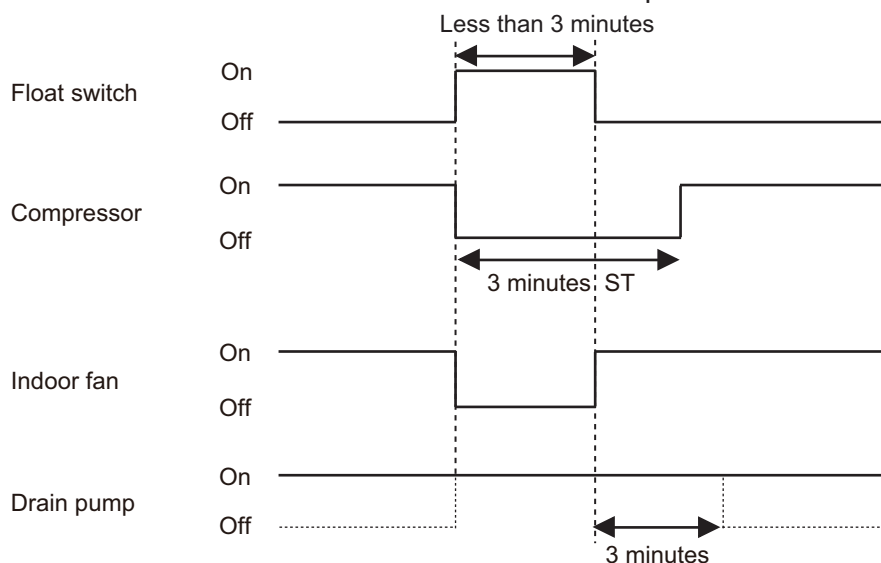 Less than 3 minutes
On
Float switch
Off
On
Compressor
Off
3 minutes ST
On
Indoor fan
Off
On
Drain pump
Off
3 minutes